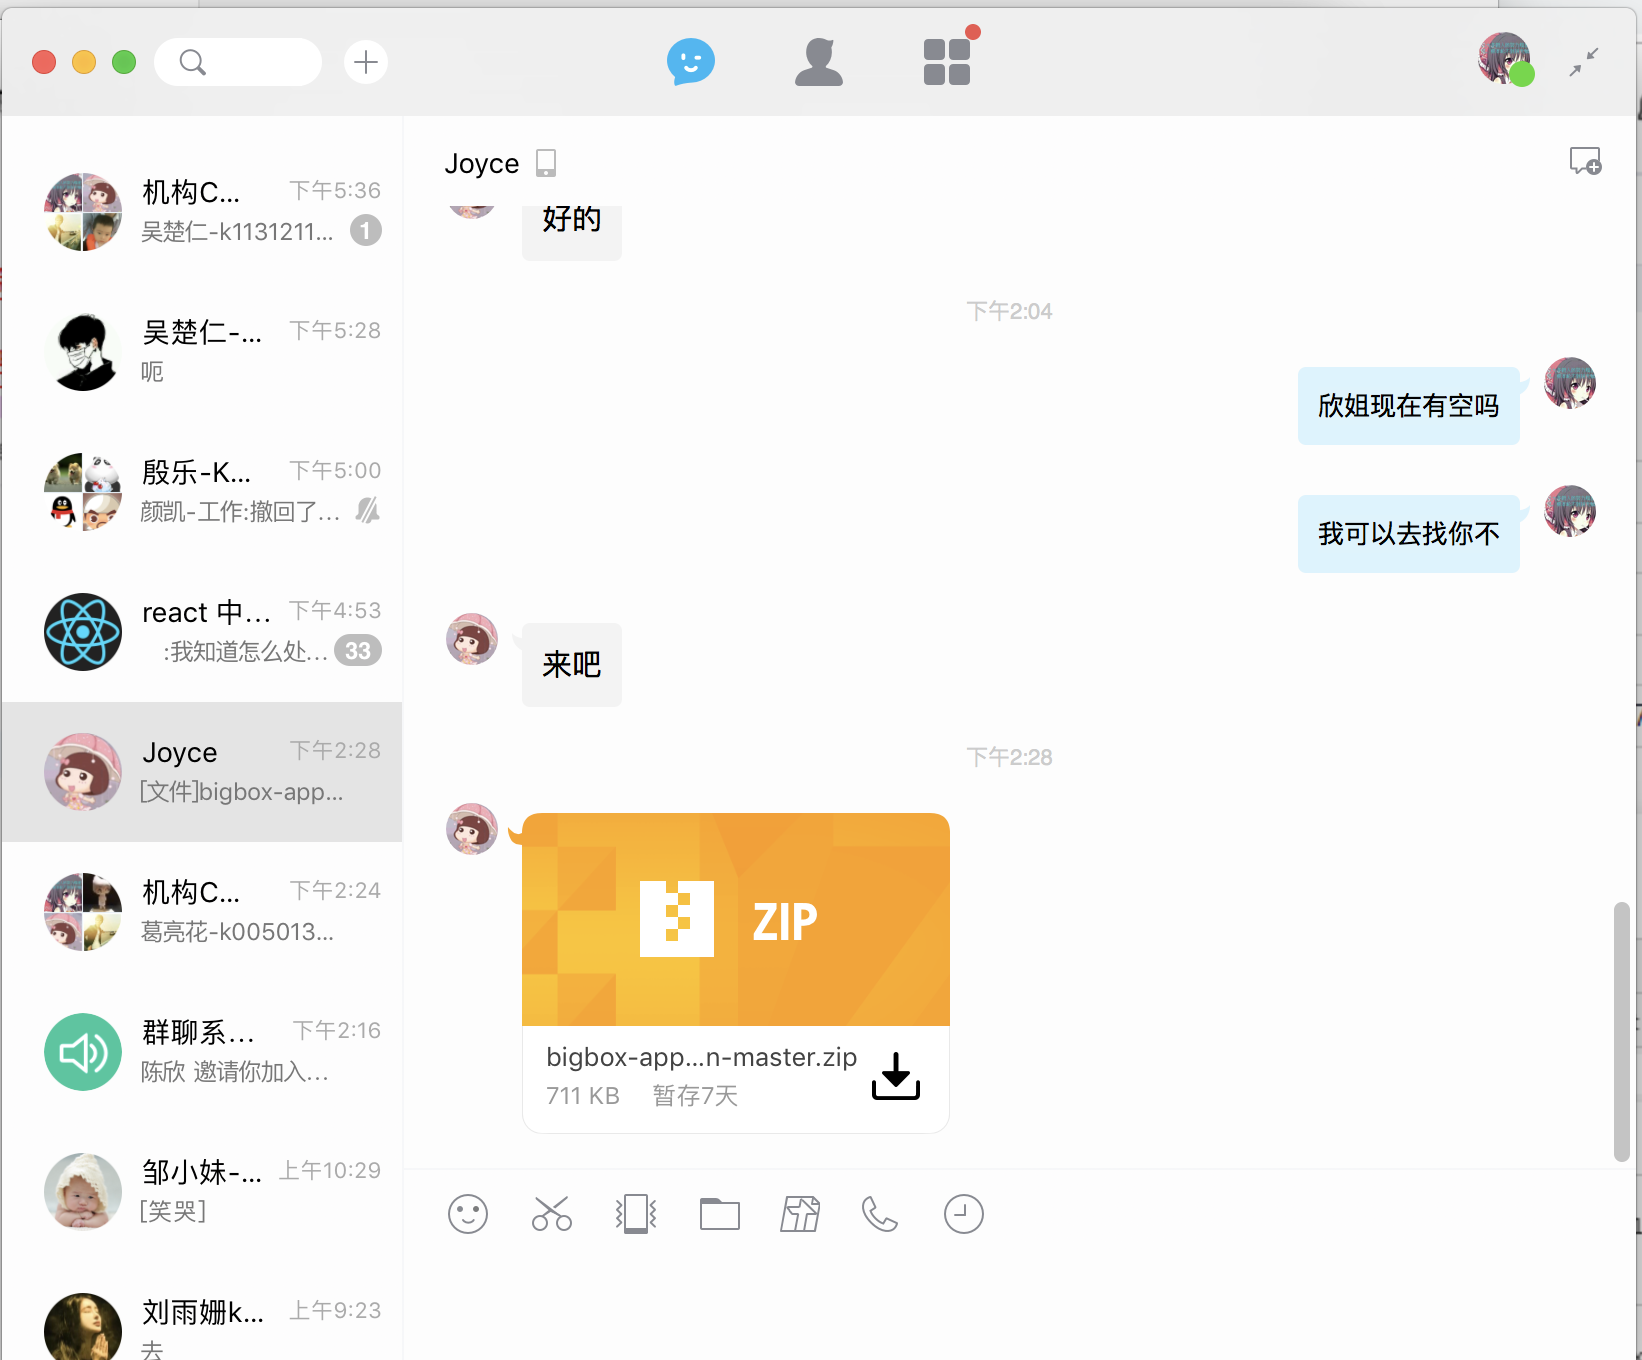 机构C...
下午5:36
吴楚仁-k1131211...
1
吴楚仁-...
下午5:28
呃
殷乐-K...
下午5:00
颜凯-工作:撤回了...
react 中...
下午4:53
:我知道怎么处...
33
Joyce
下午2:28
[文件]bigbox-app...
机构C...
下午2:24
葛亮花-k005013...
群聊系...
下午2:16
陈欣 邀请你加入...
邹小妹-...
上午10:29
[笑哭]
刘雨姗k...
上午9:23
去
Joyce
好的
下午2:04
欣姐现在有空吗
我可以去找你不
来吧
下午2:28
ZIP
bigbox-app...n-master.zip
711 KB 暂存7天